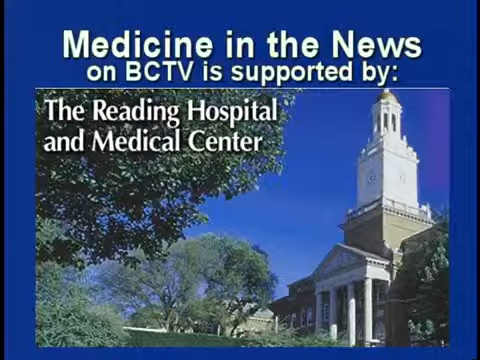 Medicine in the News
on BCTV is supported by:
The Reading Hospital
and Medical Center